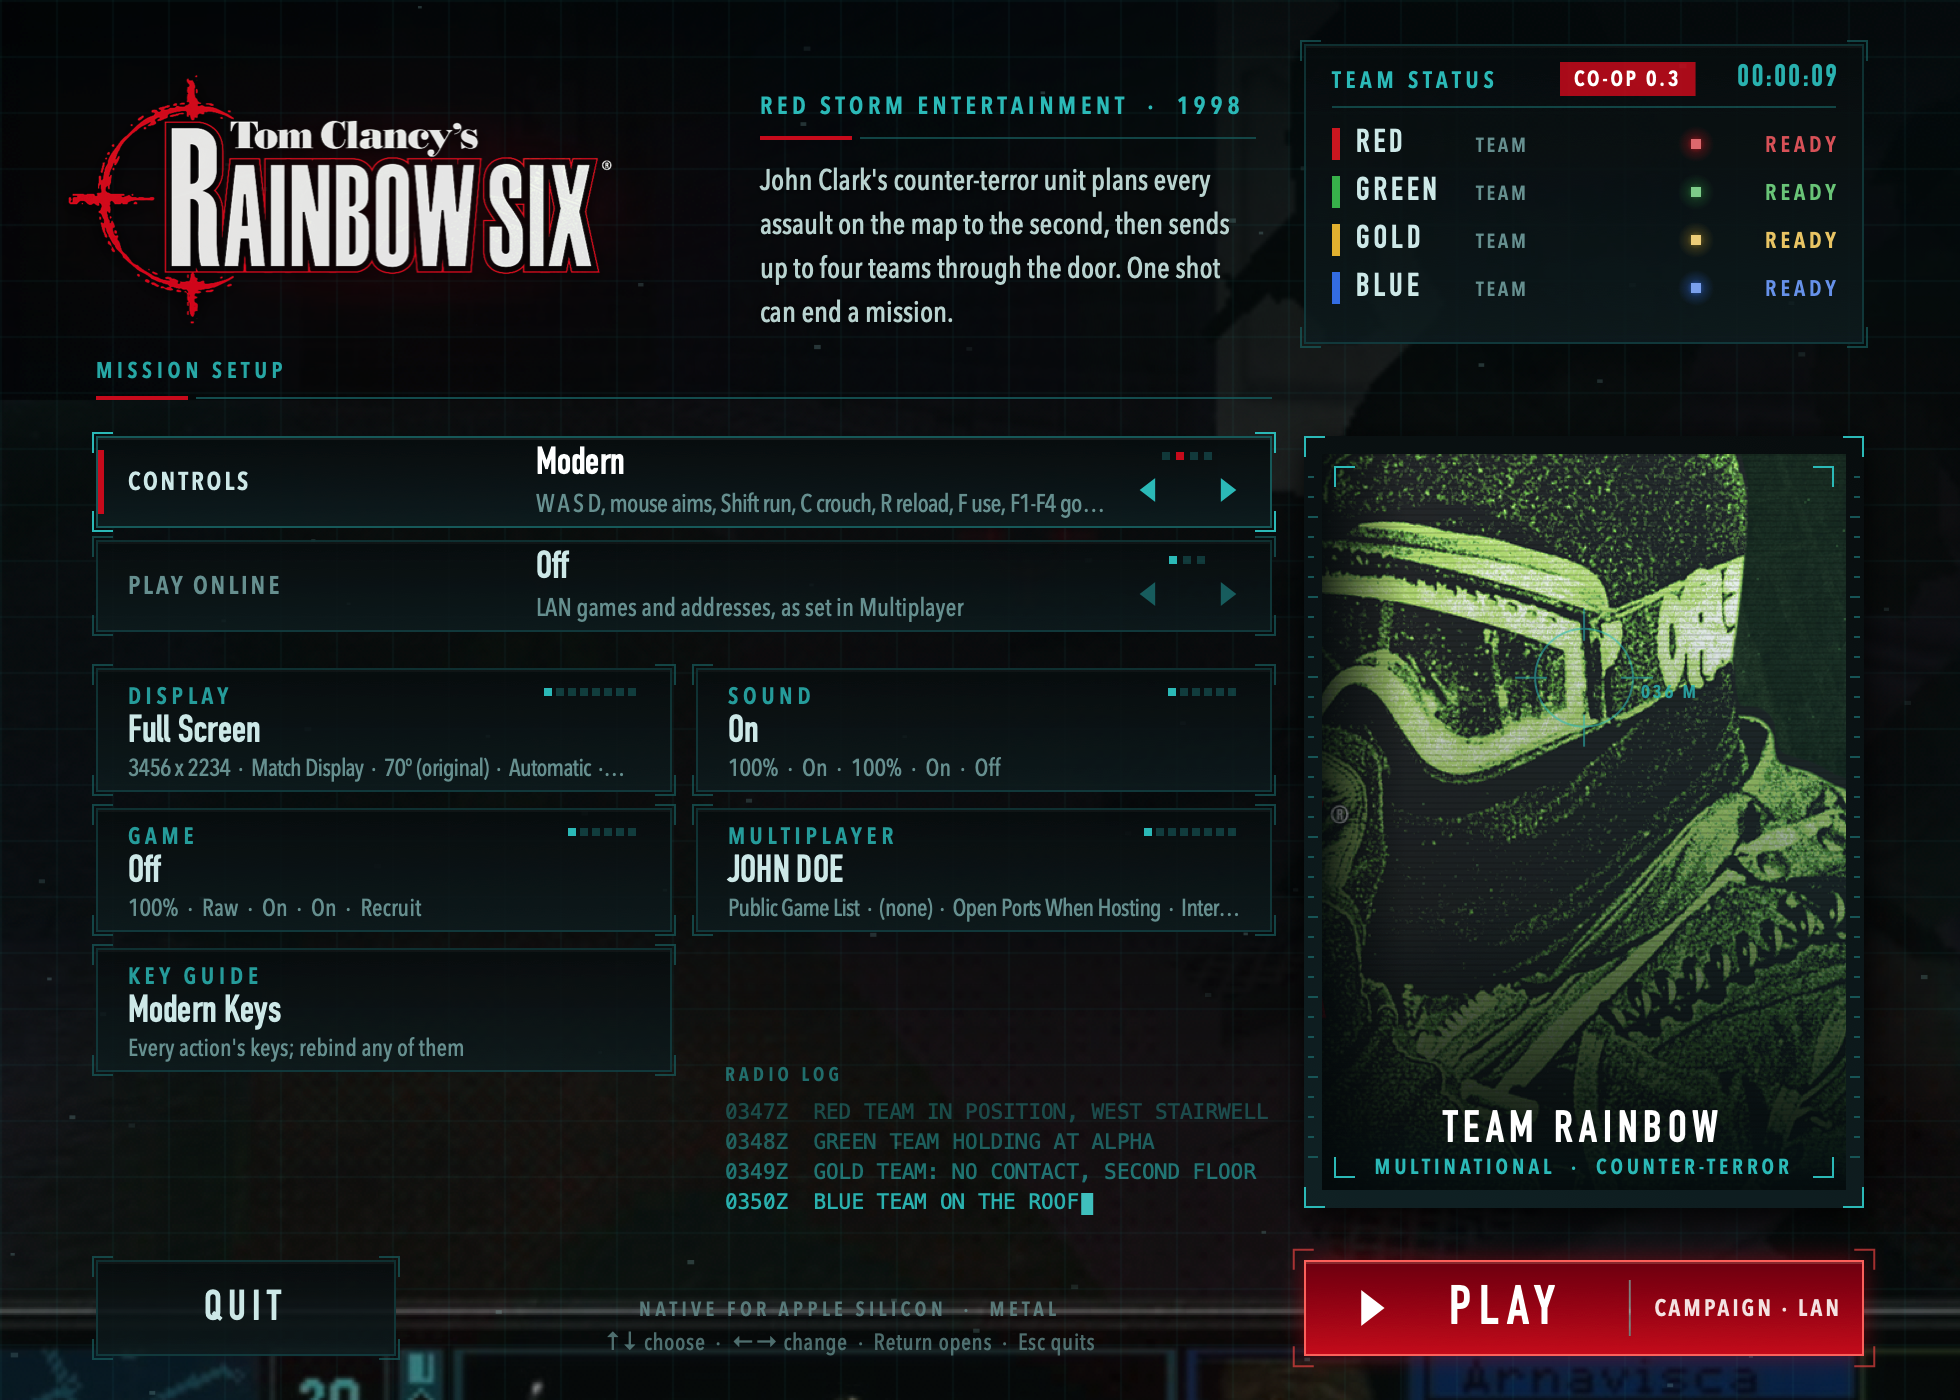 Tom Clancy's
RAINBOW SIX®
RED STORM ENTERTAINMENT · 1998
John Clark's counter-terror unit plans every
assault on the map to the second, then sends
up to four teams through the door. One shot
can end a mission.
TEAM STATUS CO-OP 0.3 00:00:09
RED TEAM READY
GREEN TEAM READY
GOLD TEAM READY
BLUE TEAM READY
MISSION SETUP
CONTROLS
Modern
W A S D, mouse aims, Shift run, C crouch, R reload, F use, F1-F4 go…
PLAY ONLINE
Off
LAN games and addresses, as set in Multiplayer
DISPLAY
Full Screen
3456 x 2234 · Match Display · 70° (original) · Automatic ·…
SOUND
On
100% · On · 100% · On · Off
GAME
Off
100% · Raw · On · On · Recruit
MULTIPLAYER
JOHN DOE
Public Game List · (none) · Open Ports When Hosting · Inter…
KEY GUIDE
Modern Keys
Every action's keys; rebind any of them
RADIO LOG
0347Z RED TEAM IN POSITION, WEST STAIRWELL
0348Z GREEN TEAM HOLDING AT ALPHA
0349Z GOLD TEAM: NO CONTACT, SECOND FLOOR
0350Z BLUE TEAM ON THE ROOF
®
TEAM RAINBOW
MULTINATIONAL · COUNTER-TERROR
QUIT
NATIVE FOR APPLE SILICON · METAL
↑↓ choose · ←→ change · Return opens · Esc quits
PLAY CAMPAIGN · LAN
Arnavisca